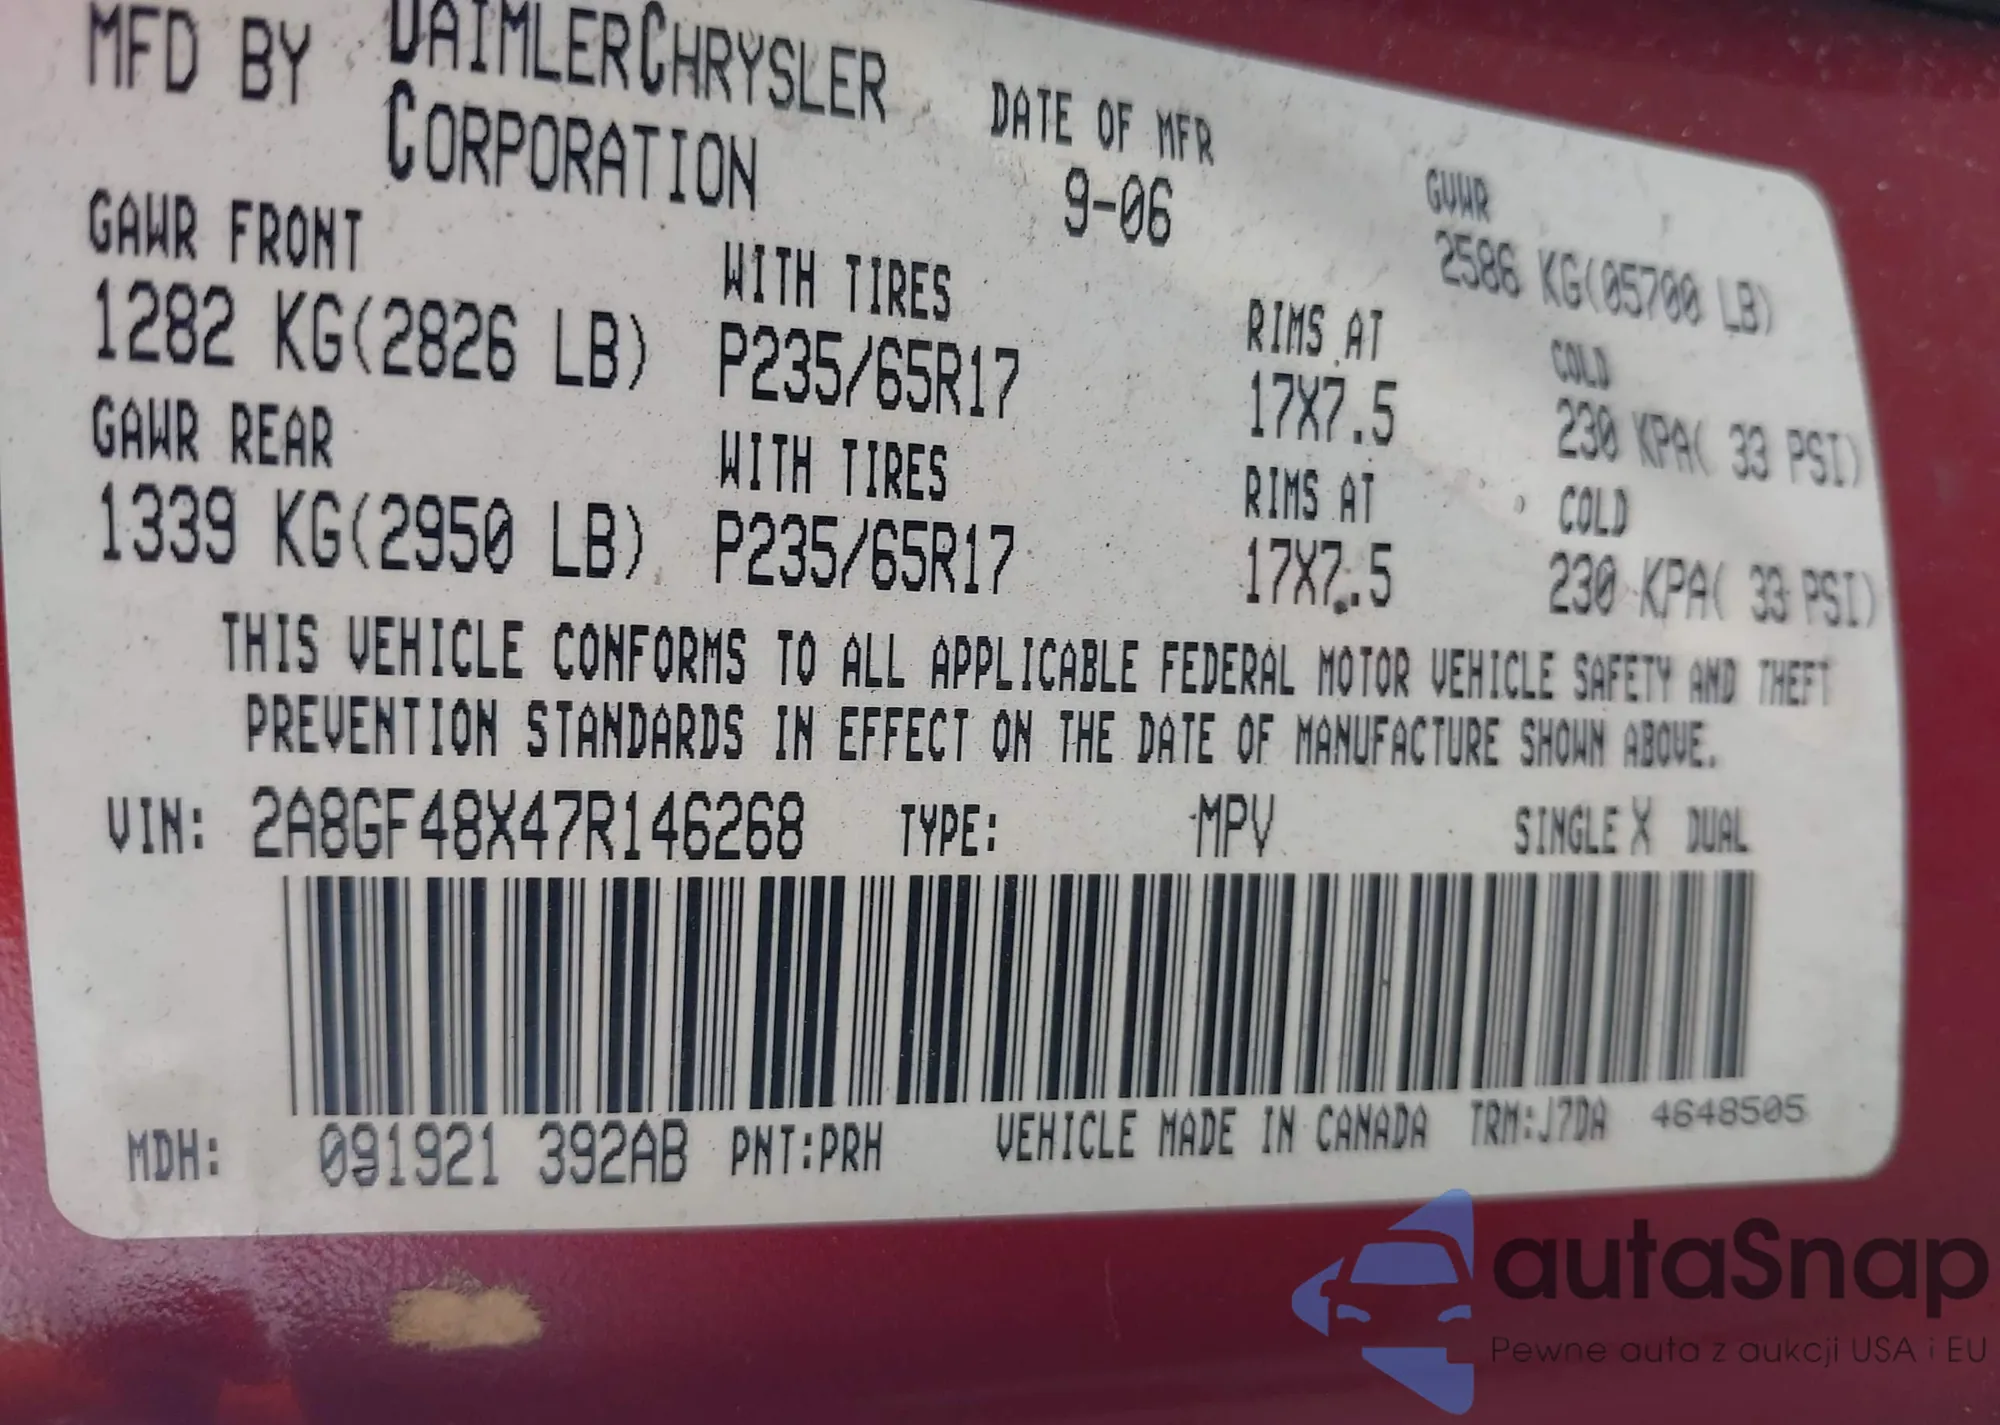 MFD BY DAIMLERCHRYSLER CORPORATION
DATE OF MFR
9-06
GVWR
2586 KG(05700 LB)
GAWR FRONT WITH TIRES RIMS AT COLD
1282 KG(2826 LB) P235/65R17 17X7.5 230 KPA( 33 PSI)
GAWR REAR WITH TIRES RIMS AT COLD
1339 KG(2950 LB) P235/65R17 17X7.5 230 KPA( 33 PSI)
THIS VEHICLE CONFORMS TO ALL APPLICABLE FEDERAL MOTOR VEHICLE SAFETY AND THEFT
PREVENTION STANDARDS IN EFFECT ON THE DATE OF MANUFACTURE SHOWN ABOVE.
VIN: 2A8GF48X47R146268 TYPE: MPV SINGLE X DUAL
MDH: 091921 392AB PNT:PRH VEHICLE MADE IN CANADA TRM:J7DA 4648505
autaSnap
Pewne auta z aukcji USA i EU